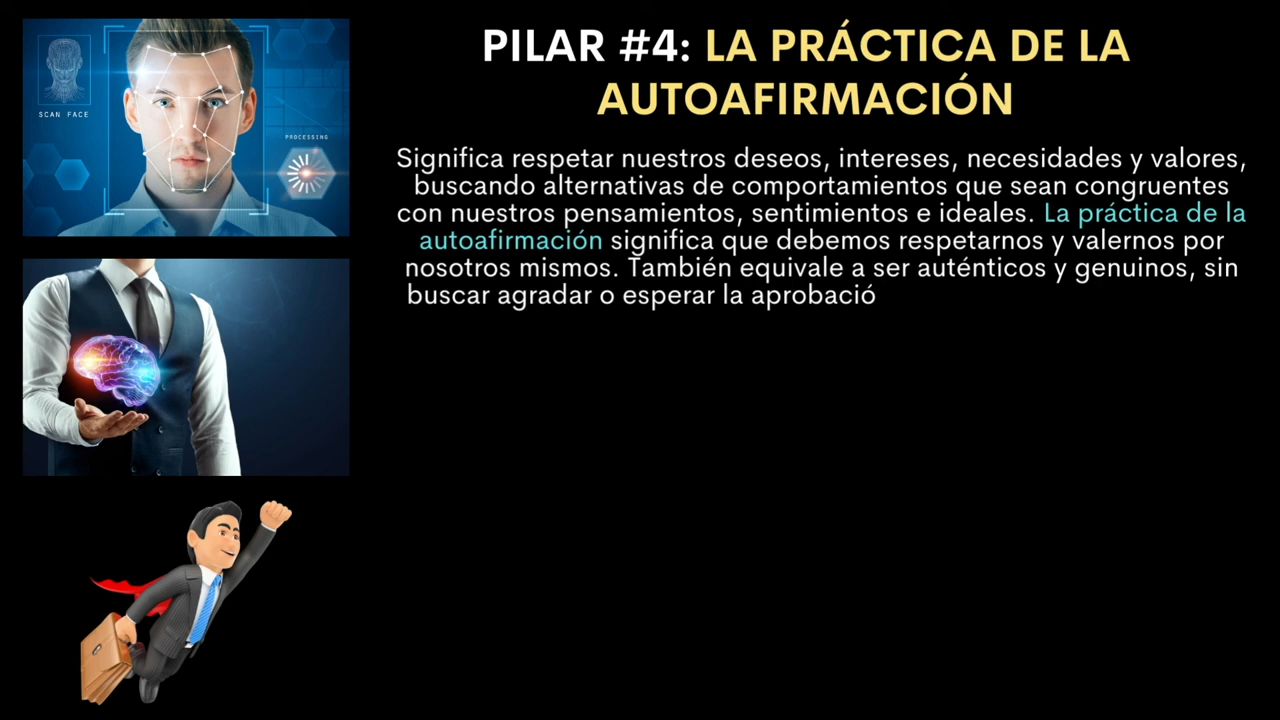 SCAN FACE
PROCESSING
PILAR #4: LA PRÁCTICA DE LA
AUTOAFIRMACIÓN
Significa respetar nuestros deseos, intereses, necesidades y valores,
buscando alternativas de comportamientos que sean congruentes
con nuestros pensamientos, sentimientos e ideales. La práctica de la
autoafirmación significa que debemos respetarnos y valernos por
nosotros mismos. También equivale a ser auténticos y genuinos, sin
buscar agradar o esperar la aprobació